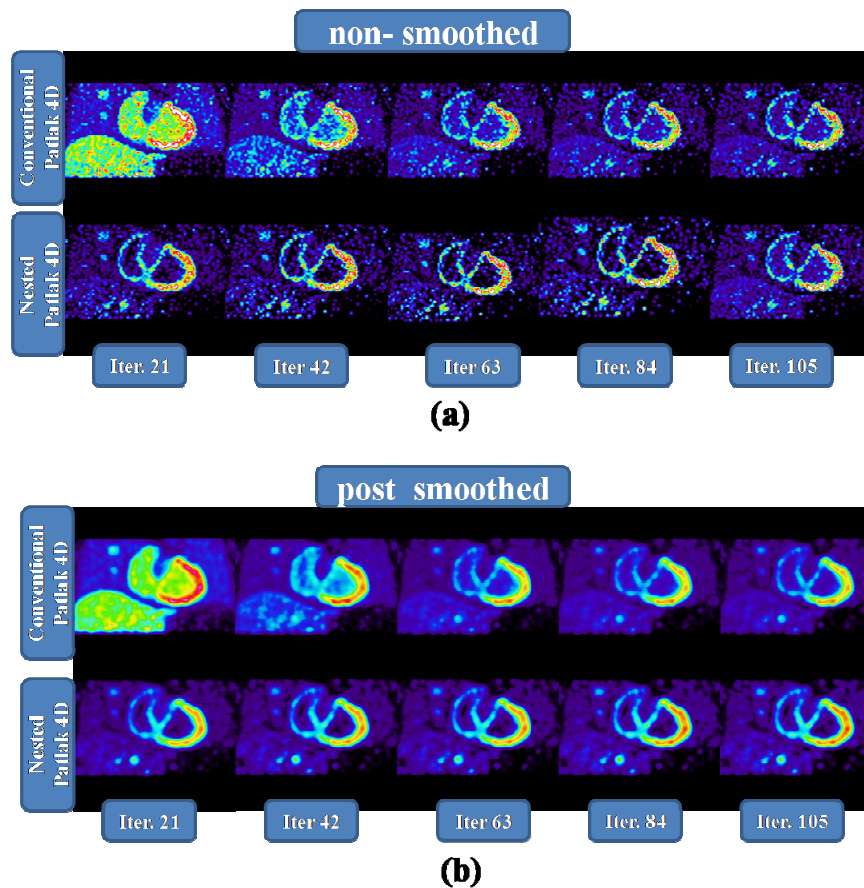 non- smoothed
Conventional
Patlak 4D
Nested
Patlak 4D
Iter. 21
Iter 42
Iter 63
Iter. 84
Iter. 105
(a)
post smoothed
Conventional
Patlak 4D
Nested
Patlak 4D
Iter. 21
Iter 42
Iter 63
Iter. 84
Iter. 105
(b)